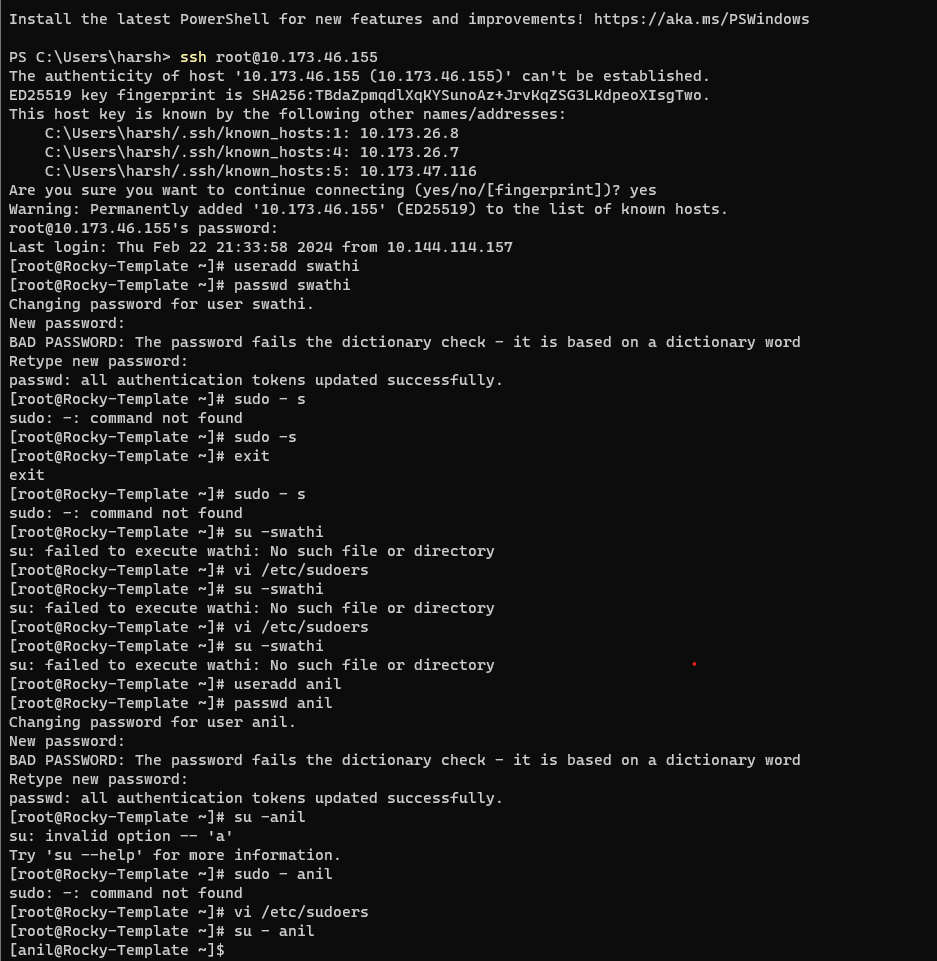 Install the latest PowerShell for new features and improvements! https://aka.ms/PSWindows
PS C:\Users\harsh> ssh root@10.173.46.155
The authenticity of host '10.173.46.155 (10.173.46.155)' can't be established.
ED25519 key fingerprint is SHA256:TBdaZpmqdlXqKYSunoAz+JrvKqZSG3LKdpeoXIsgTwo.
This host key is known by the following other names/addresses:
    C:\Users\harsh/.ssh/known_hosts:1: 10.173.26.8
    C:\Users\harsh/.ssh/known_hosts:4: 10.173.26.7
    C:\Users\harsh/.ssh/known_hosts:5: 10.173.47.116
Are you sure you want to continue connecting (yes/no/[fingerprint])? yes
Warning: Permanently added '10.173.46.155' (ED25519) to the list of known hosts.
root@10.173.46.155's password:
Last login: Thu Feb 22 21:33:58 2024 from 10.144.114.157
[root@Rocky-Template ~]# useradd swathi
[root@Rocky-Template ~]# passwd swathi
Changing password for user swathi.
New password:
BAD PASSWORD: The password fails the dictionary check - it is based on a dictionary word
Retype new password:
passwd: all authentication tokens updated successfully.
[root@Rocky-Template ~]# sudo - s
sudo: -: command not found
[root@Rocky-Template ~]# sudo -s
[root@Rocky-Template ~]# exit
exit
[root@Rocky-Template ~]# sudo - s
sudo: -: command not found
[root@Rocky-Template ~]# su -swathi
su: failed to execute wathi: No such file or directory
[root@Rocky-Template ~]# vi /etc/sudoers
[root@Rocky-Template ~]# su -swathi
su: failed to execute wathi: No such file or directory
[root@Rocky-Template ~]# vi /etc/sudoers
[root@Rocky-Template ~]# su -swathi
su: failed to execute wathi: No such file or directory
[root@Rocky-Template ~]# useradd anil
[root@Rocky-Template ~]# passwd anil
Changing password for user anil.
New password:
BAD PASSWORD: The password fails the dictionary check - it is based on a dictionary word
Retype new password:
passwd: all authentication tokens updated successfully.
[root@Rocky-Template ~]# su -anil
su: invalid option -- 'a'
Try 'su --help' for more information.
[root@Rocky-Template ~]# sudo - anil
sudo: -: command not found
[root@Rocky-Template ~]# vi /etc/sudoers
[root@Rocky-Template ~]# su - anil
[anil@Rocky-Template ~]$